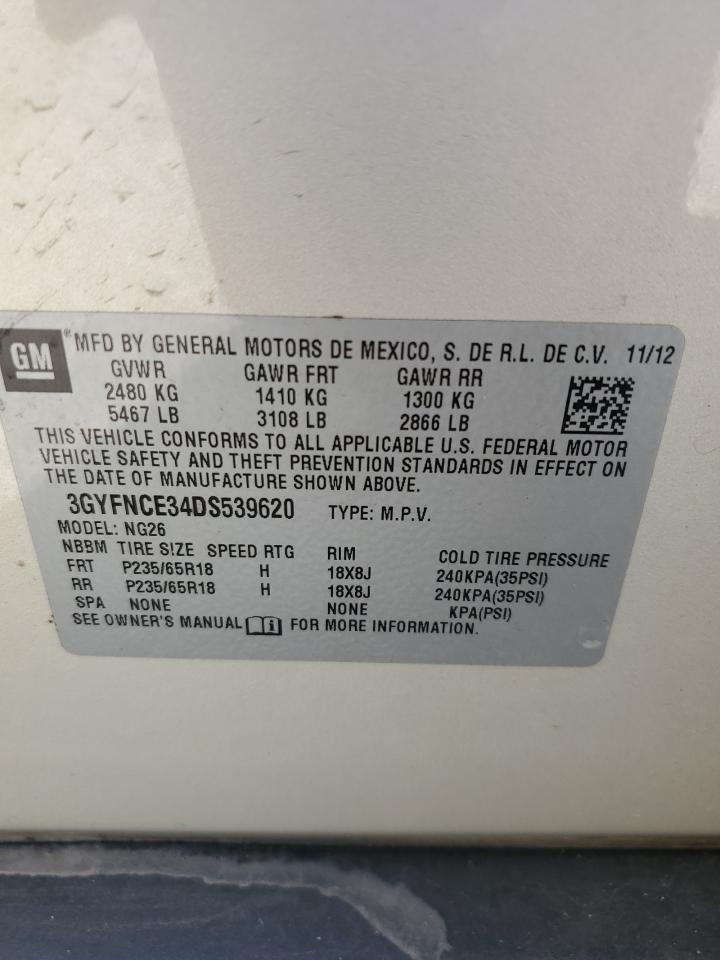 GM ® MFD BY GENERAL MOTORS DE MEXICO, S. DE R.L. DE C.V. 11/12
GVWR GAWR FRT GAWR RR
2480 KG 1410 KG 1300 KG
5467 LB 3108 LB 2866 LB
THIS VEHICLE CONFORMS TO ALL APPLICABLE U.S. FEDERAL MOTOR
VEHICLE SAFETY AND THEFT PREVENTION STANDARDS IN EFFECT ON
THE DATE OF MANUFACTURE SHOWN ABOVE.
3GYFNCE34DS539620 TYPE: M.P.V.
MODEL: NG26
NBBM TIRE SIZE SPEED RTG RIM COLD TIRE PRESSURE
FRT P235/65R18 H 18X8J 240KPA(35PSI)
RR P235/65R18 H 18X8J 240KPA(35PSI)
SPA NONE NONE KPA(PSI)
SEE OWNER'S MANUAL FOR MORE INFORMATION.